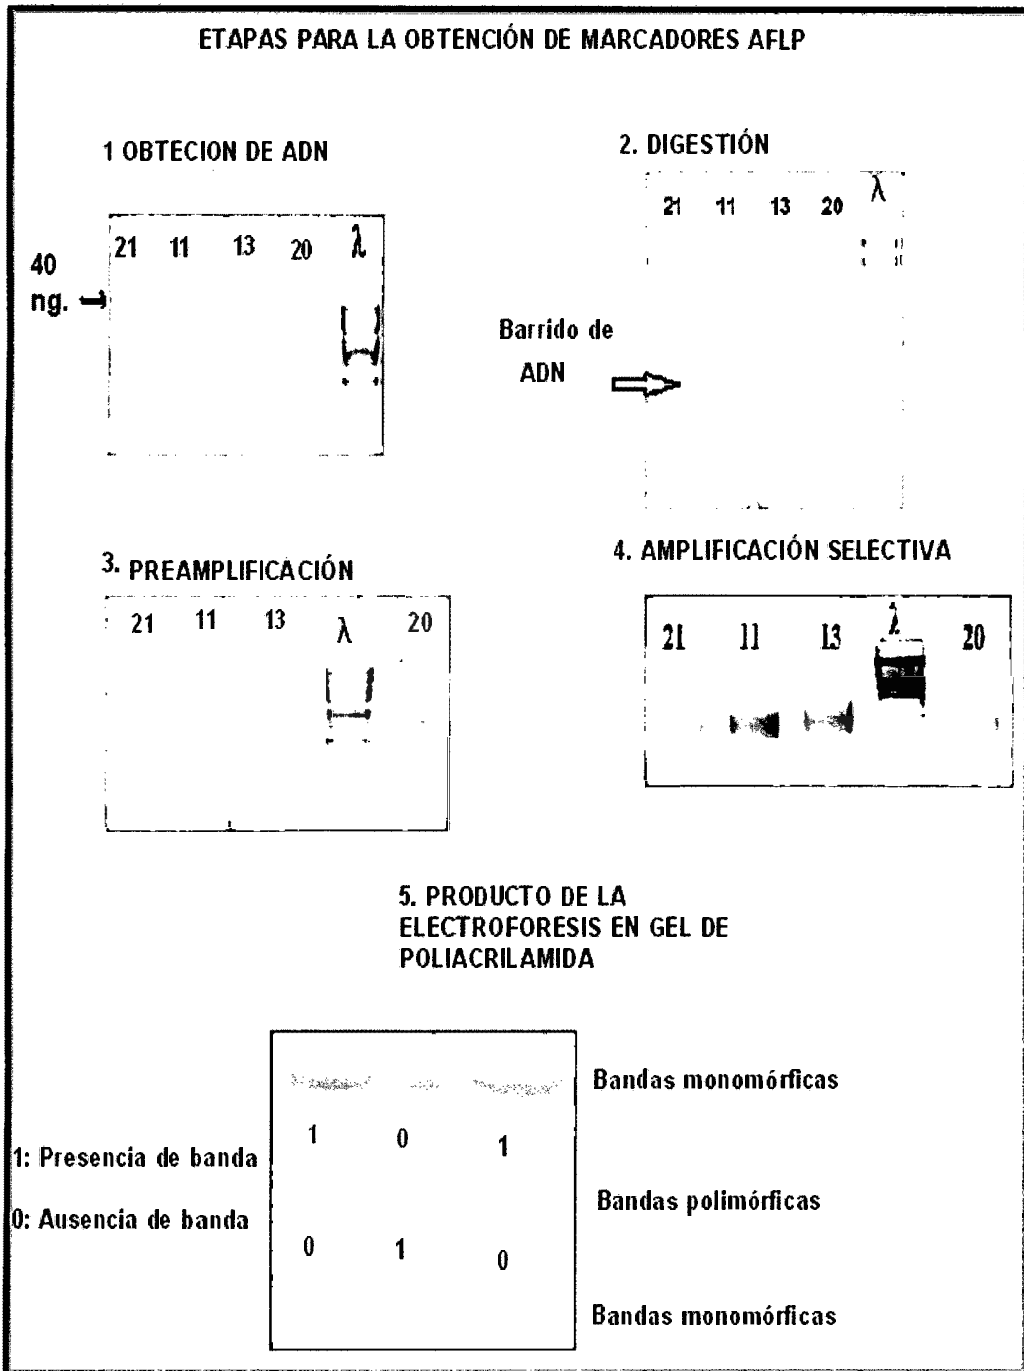 ETAPAS PARA LA OBTENCIÓN DE MARCADORES AFLP
1 OBTECION DE ADN
21 11 13 20 λ
40
ng.
2. DIGESTIÓN
21 11 13 20 λ
Barrido de
ADN
3. PREAMPLIFICACIÓN
21 11 13 λ 20
4. AMPLIFICACIÓN SELECTIVA
21 11 13 λ 20
5. PRODUCTO DE LA
ELECTROFORESIS EN GEL DE
POLIACRILAMIDA
Bandas monomórficas
1 0 1
1: Presencia de banda
Bandas polimórficas
0: Ausencia de banda
0 1 0
Bandas monomórficas